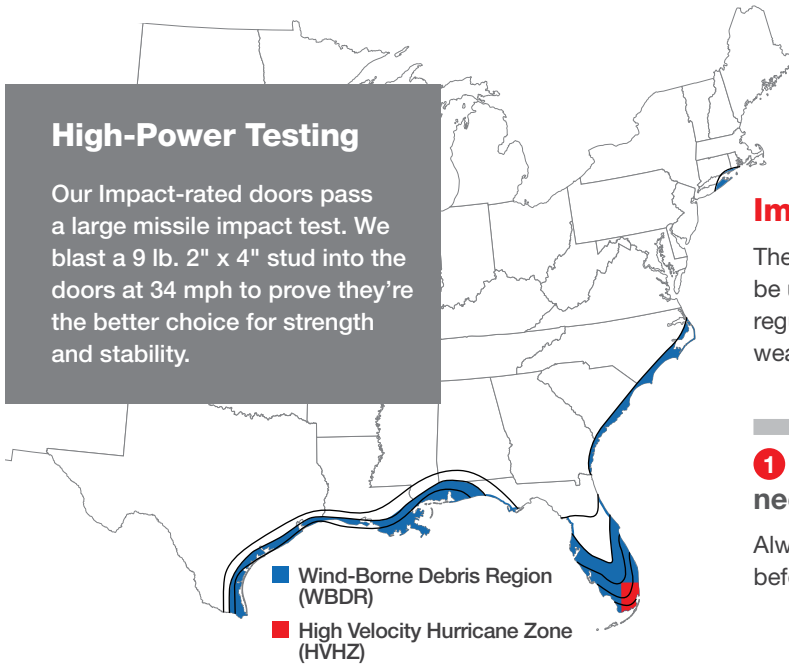 High-Power Testing
Our Impact-rated doors pass
a large missile impact test. We
blast a 9 lb. 2" x 4" stud into the
doors at 34 mph to prove they’re
the better choice for strength
and stability.
Wind-Borne Debris Region
(WBDR)
High Velocity Hurricane Zone
(HVHZ)
The
1